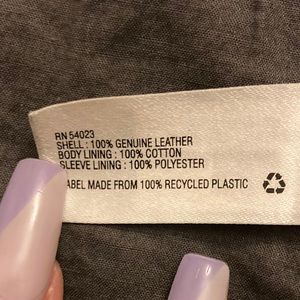 RN 54023
SHELL : 100% GENUINE LEATHER
BODY LINING : 100% COTTON
SLEEVE LINING : 100% POLYESTER
LABEL MADE FROM 100% RECYCLED PLASTIC